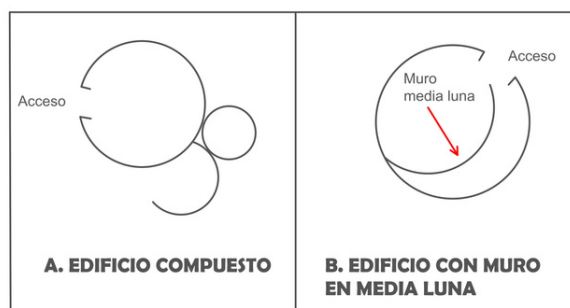 Acceso
A. EDIFICIO COMPUESTO
Acceso
Muro
media luna
B. EDIFICIO CON MURO
EN MEDIA LUNA